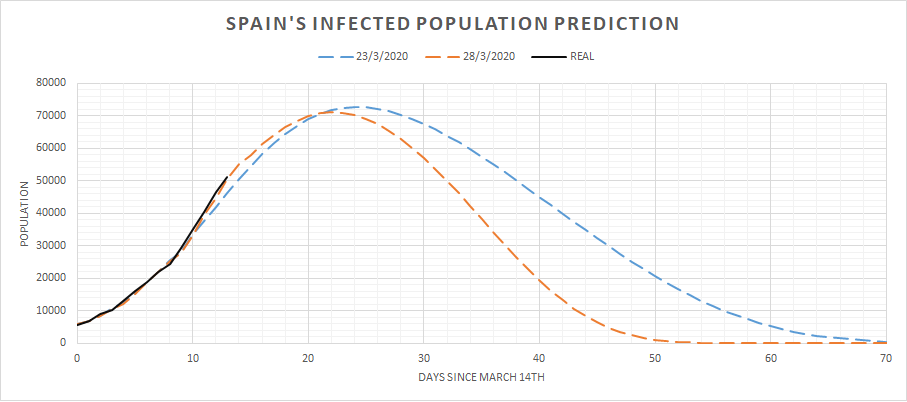 SPAIN'S INFECTED POPULATION PREDICTION
23/3/2020 28/3/2020 REAL
80000
70000
60000
50000
40000
30000
20000
10000
0
POPULATION
0 10 20 30 40 50 60 70
DAYS SINCE MARCH 14TH